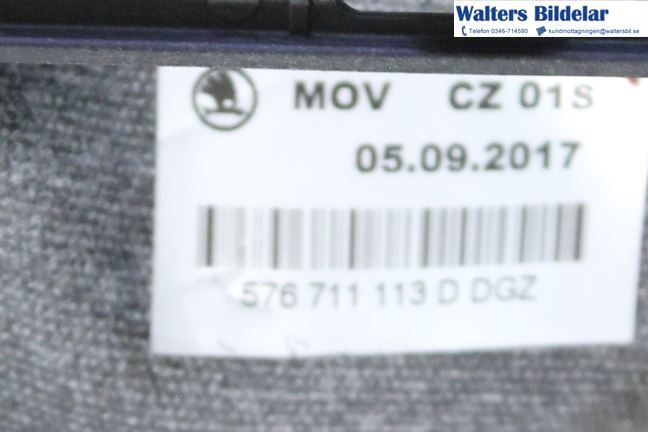 Walters Bildelar
Telefon 0346-714580 kundmottagningen@waltersbil.se
MOV CZ 01S
05.09.2017
576 711 113 D DGZ